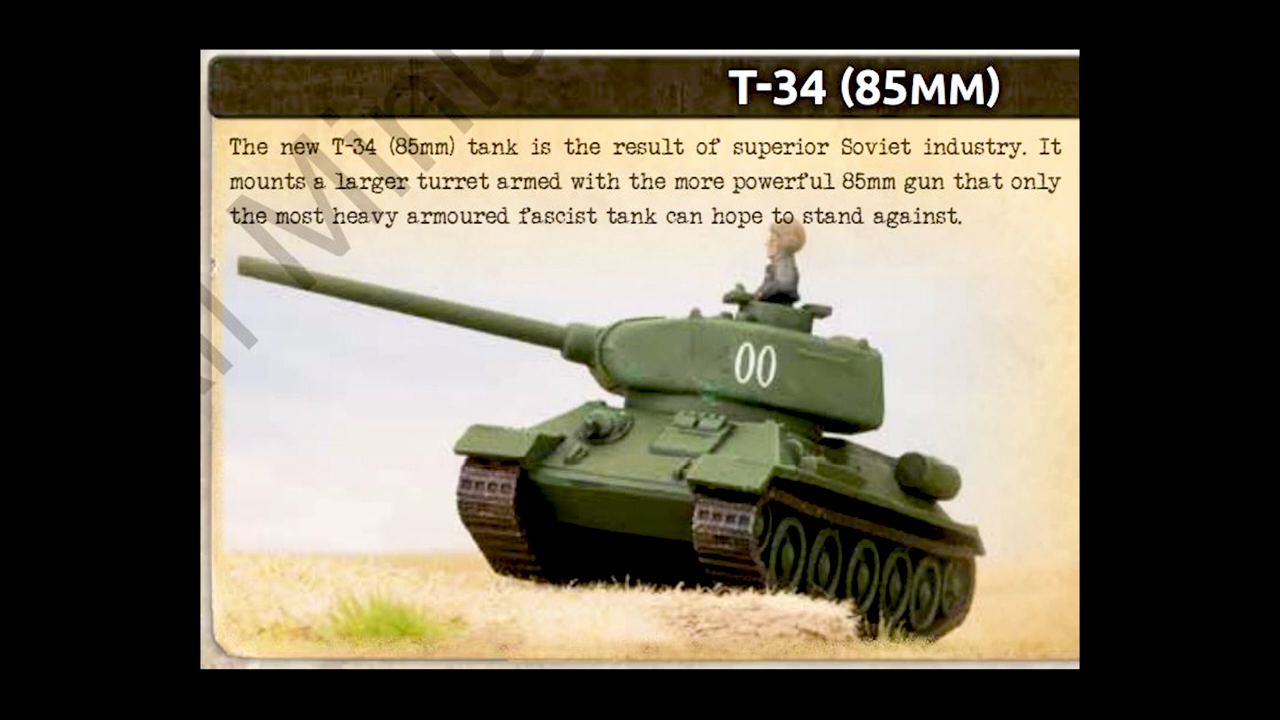 T-34 (85MM)
The new T-34 (85mm) tank is the result of superior Soviet industry. It
mounts a larger turret armed with the more powerful 85mm gun that only
the most heavy armoured fascist tank can hope to stand against.
00